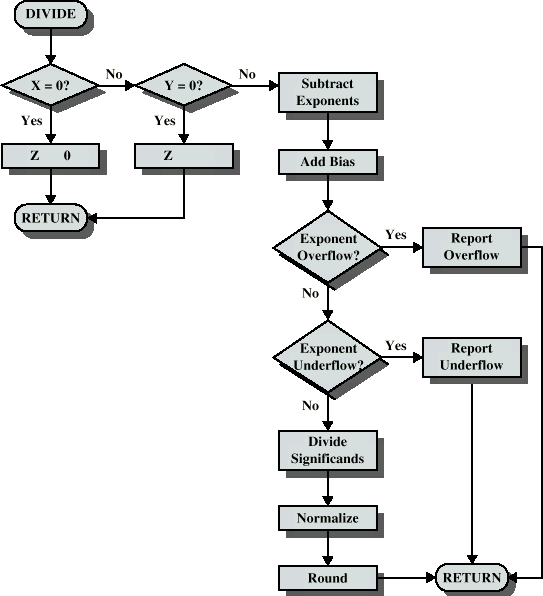 DIVIDE
X = 0?
No
Y = 0?
No
Subtract
Exponents
Yes
Yes
Z 0
Z
Add Bias
RETURN
Exponent
Overflow?
Yes
Report
Overflow
No
Exponent
Underflow?
Yes
Report
Underflow
No
Divide
Significands
Normalize
Round
RETURN